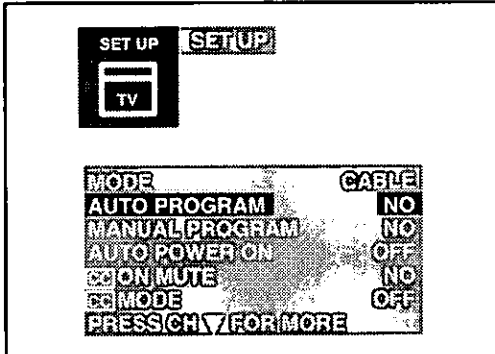 SET UP SET UP
TV
MODE CABLE
AUTO PROGRAM NO
MANUAL PROGRAM NO
AUTO POWER ON OFF
CC ON MUTE NO
CC MODE OFF
PRESS CH ▽ FOR MORE